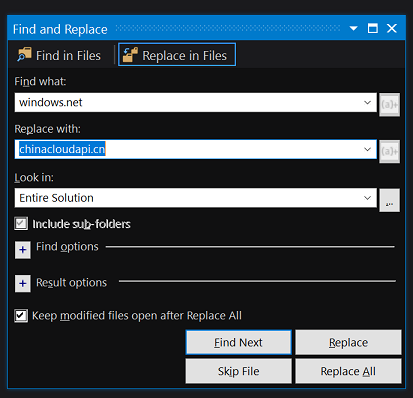 Find and Replace
Find in Files
Replace in Files
Find what:
windows.net
(a)+
Replace with:
chinacloudapi.cn
(a)+
Look in:
Entire Solution
...
Include sub-folders
+ Find options
+ Result options
Keep modified files open after Replace All
Find Next
Replace
Skip File
Replace All